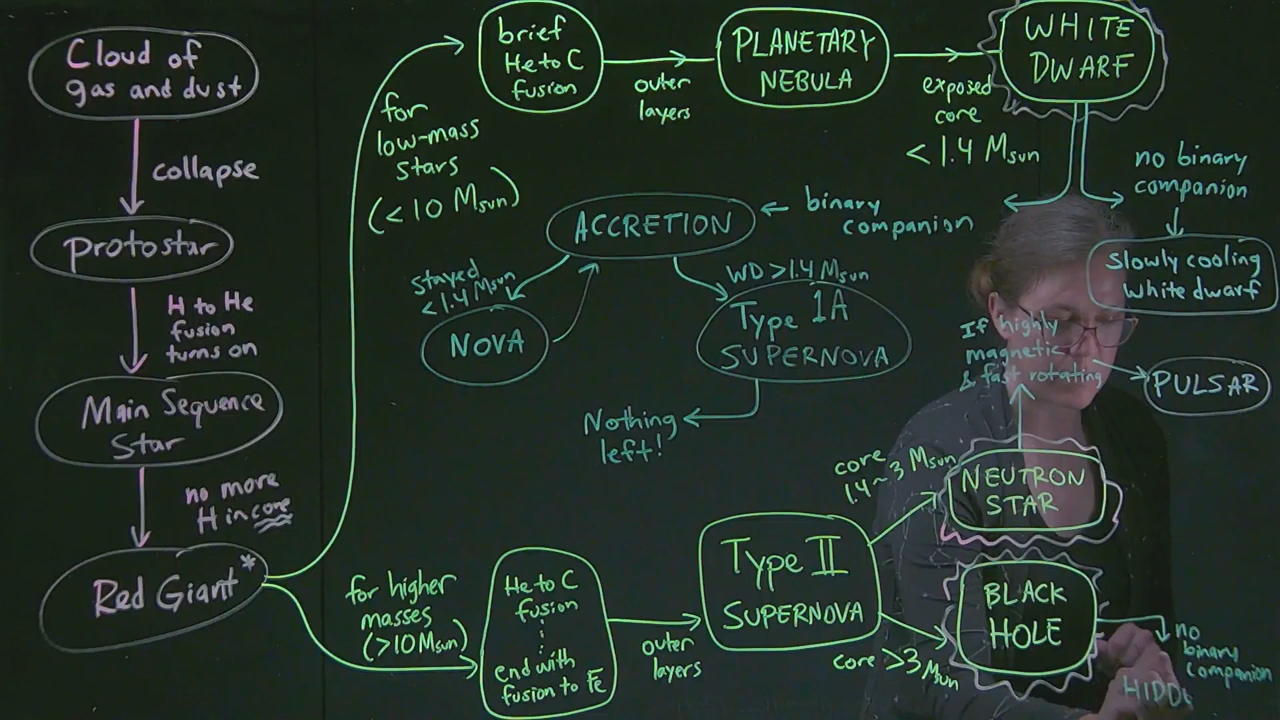 Cloud of
gas and dust
collapse
Protostar
H to He
fusion
turns on
Main Sequence
Star
no more
H in core
Red Giant*
for
low-mass
stars
(<10 Msun)
brief
He to C
fusion
outer
layers
PLANETARY
NEBULA
exposed
core
<1.4 Msun
WHITE
DWARF
no binary
companion
Slowly cooling
white dwarf
binary
companion
ACCRETION
stayed
<1.4 Msun
NOVA
WD >1.4 Msun
Type 1A
SUPERNOVA
Nothing
left!
for higher
masses
(>10 Msun)
He to C
fusion
end with
fusion to Fe
outer
layers
Type II
SUPERNOVA
core
1.4~3 Msun
NEUTRON
STAR
If highly
magnetic
& fast rotating
PULSAR
core >3 Msun
BLACK
HOLE
no
binary
companion